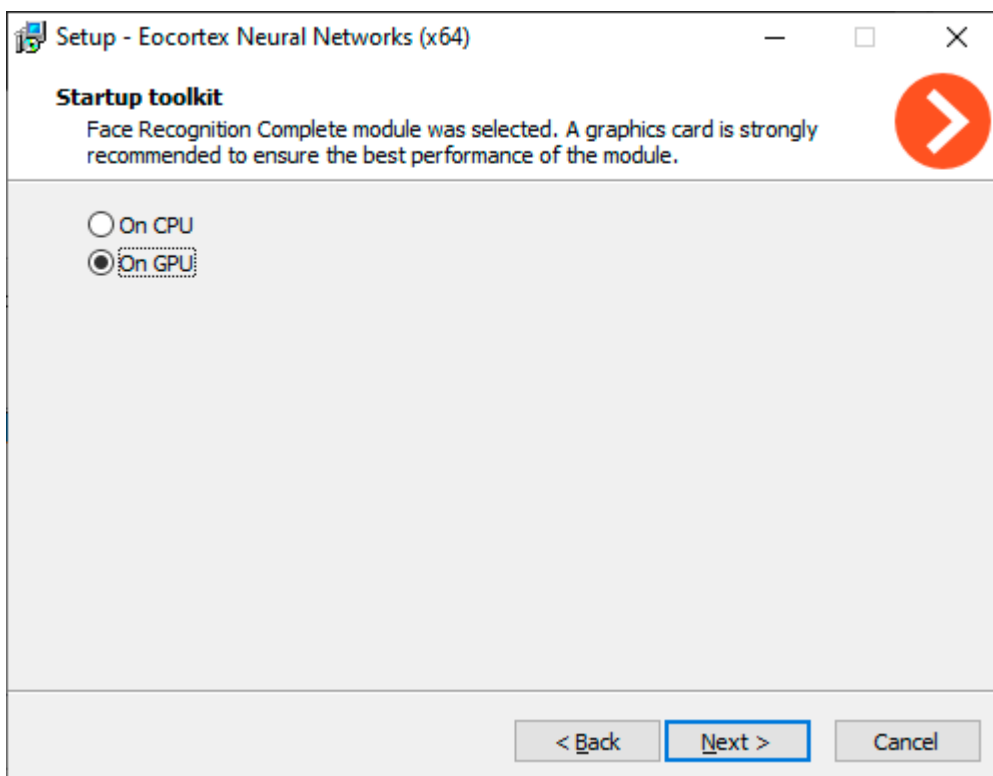 Setup - Eocortex Neural Networks (x64)
Startup toolkit
Face Recognition Complete module was selected. A graphics card is strongly
recommended to ensure the best performance of the module.
On CPU
On GPU
< Back
Next >
Cancel